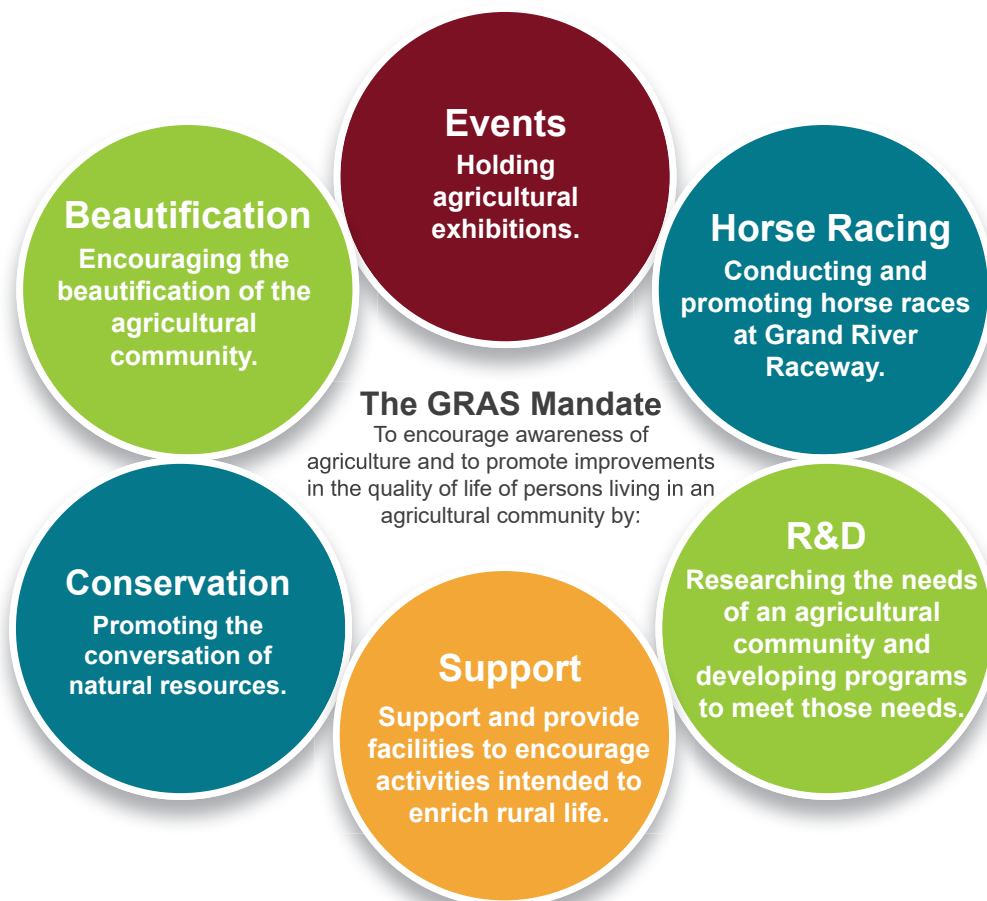 Events
Holding
agricultural
exhibitions.
Beautification
Encouraging the
beautification of the
agricultural
community.
Horse Racing
Conducting and
promoting horse races
at Grand River
Raceway.
The GRAS Mandate
To encourage awareness of
agriculture and to promote improvements
in the quality of life of persons living in an
agricultural community by:
Conservation
Promoting the
conversation of
natural resources.
R&D
Researching the needs
of an agricultural
community and
developing programs
to meet those needs.
Support
Support and provide
facilities to encourage
activities intended to
enrich rural life.